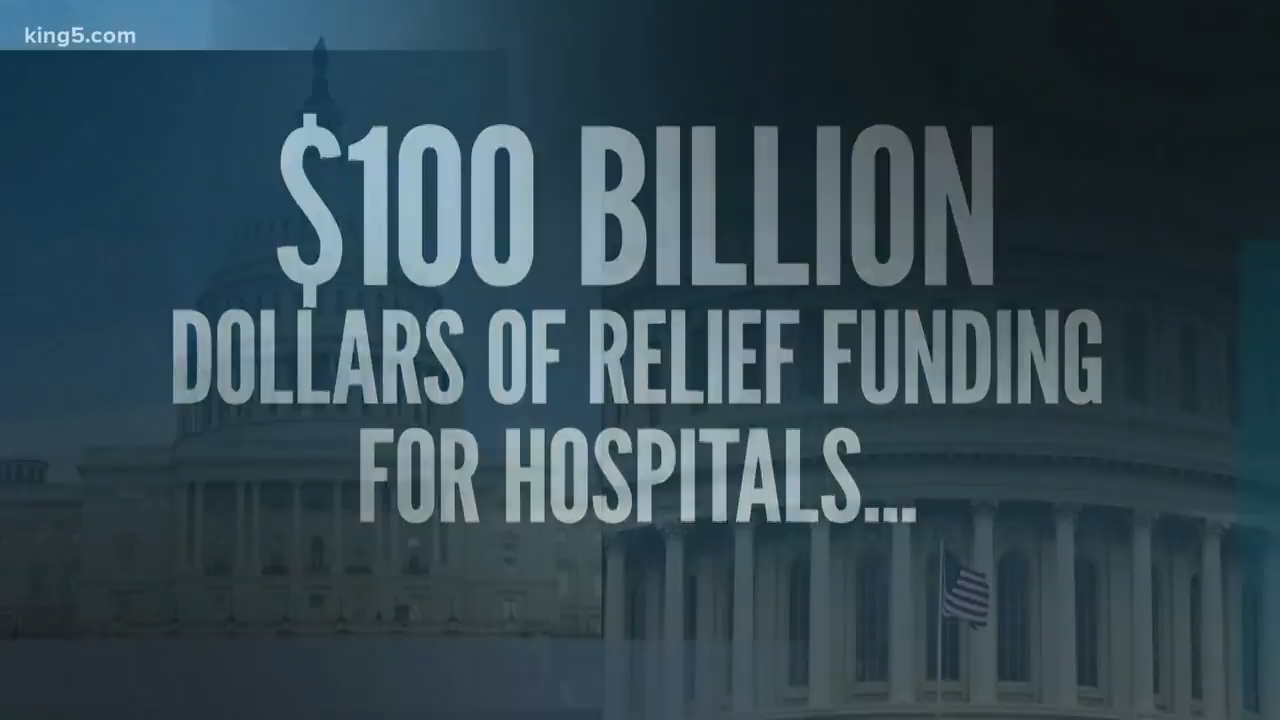 king5.com
$100 BILLION
DOLLARS OF RELIEF FUNDING
FOR HOSPITALS...